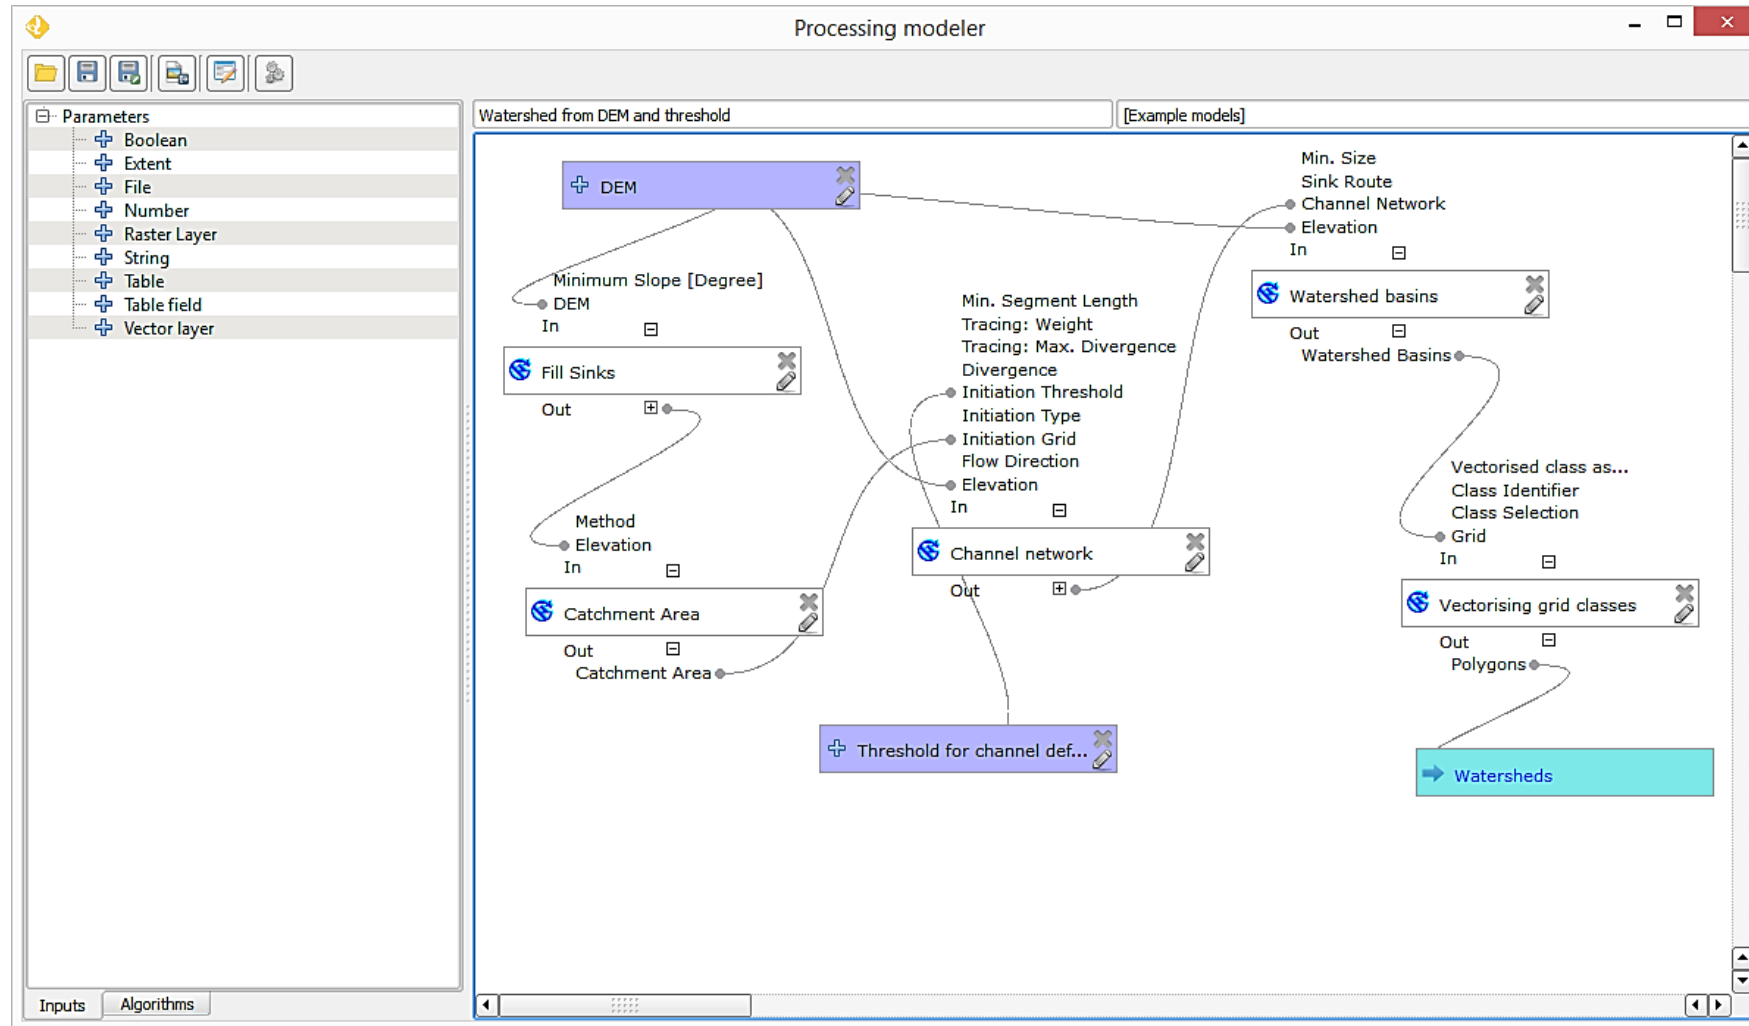 Processing modeler
Parameters
Boolean
Extent
File
Number
Raster Layer
String
Table
Table field
Vector layer
Inputs
Algorithms
Watershed from DEM and threshold
[Example models]
DEM
Minimum Slope [Degree]
DEM
In
Fill Sinks
Out
Method
Elevation
In
Catchment Area
Out
Catchment Area
Min. Segment Length
Tracing: Weight
Tracing: Max. Divergence
Divergence
Initiation Threshold
Initiation Type
Initiation Grid
Flow Direction
Elevation
In
Channel network
Out
Threshold for channel def...
Min. Size
Sink Route
Channel Network
Elevation
In
Watershed basins
Out
Watershed Basins
Vectorised class as...
Class Identifier
Class Selection
Grid
In
Vectorising grid classes
Out
Polygons
Watersheds